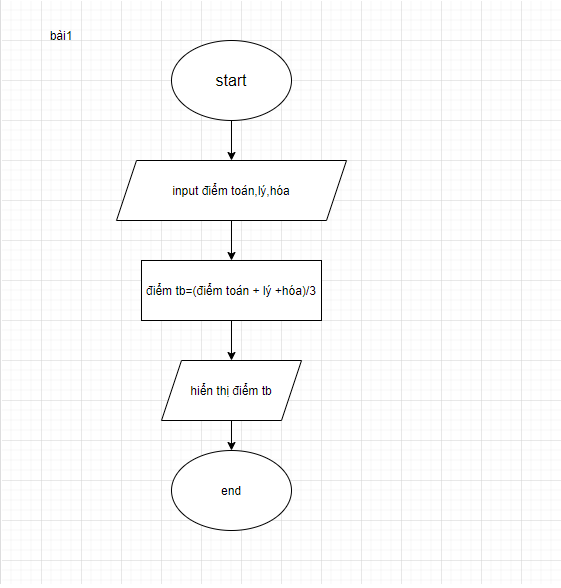 bài1
start
input điểm toán,lý,hóa
điểm tb=(điểm toán + lý +hóa)/3
hiển thị điểm tb
end